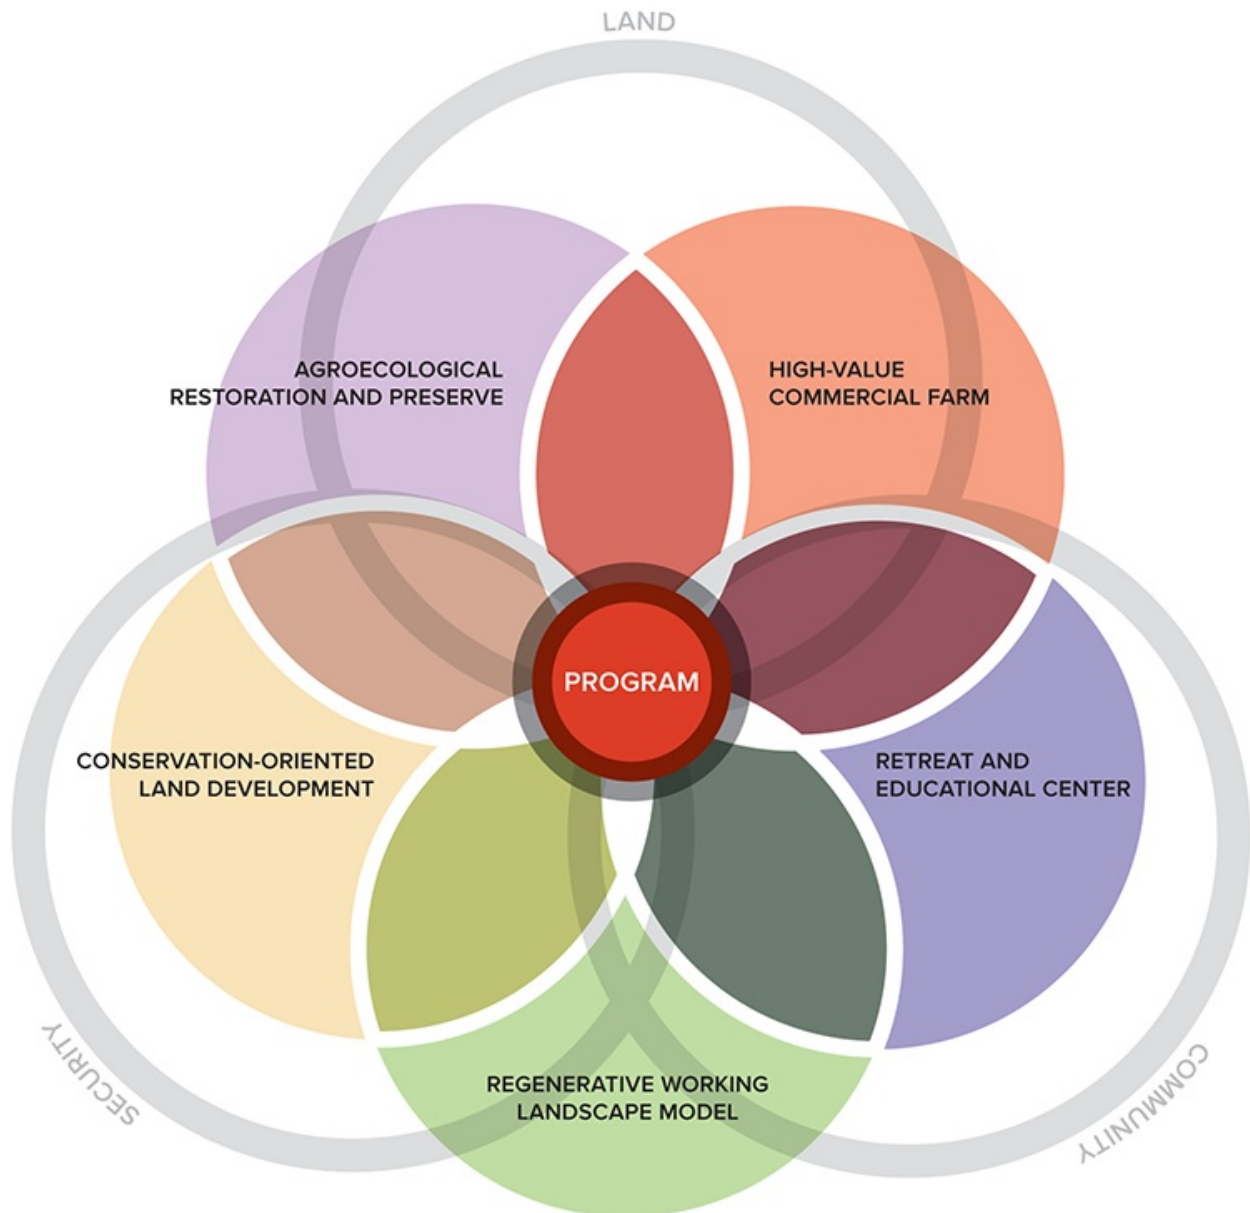 LAND
AGROECOLOGICAL
RESTORATION AND PRESERVE
HIGH-VALUE
COMMERCIAL FARM
PROGRAM
CONSERVATION-ORIENTED
LAND DEVELOPMENT
RETREAT AND
EDUCATIONAL CENTER
SECURITY
COMMUNITY
REGENERATIVE WORKING
LANDSCAPE MODEL